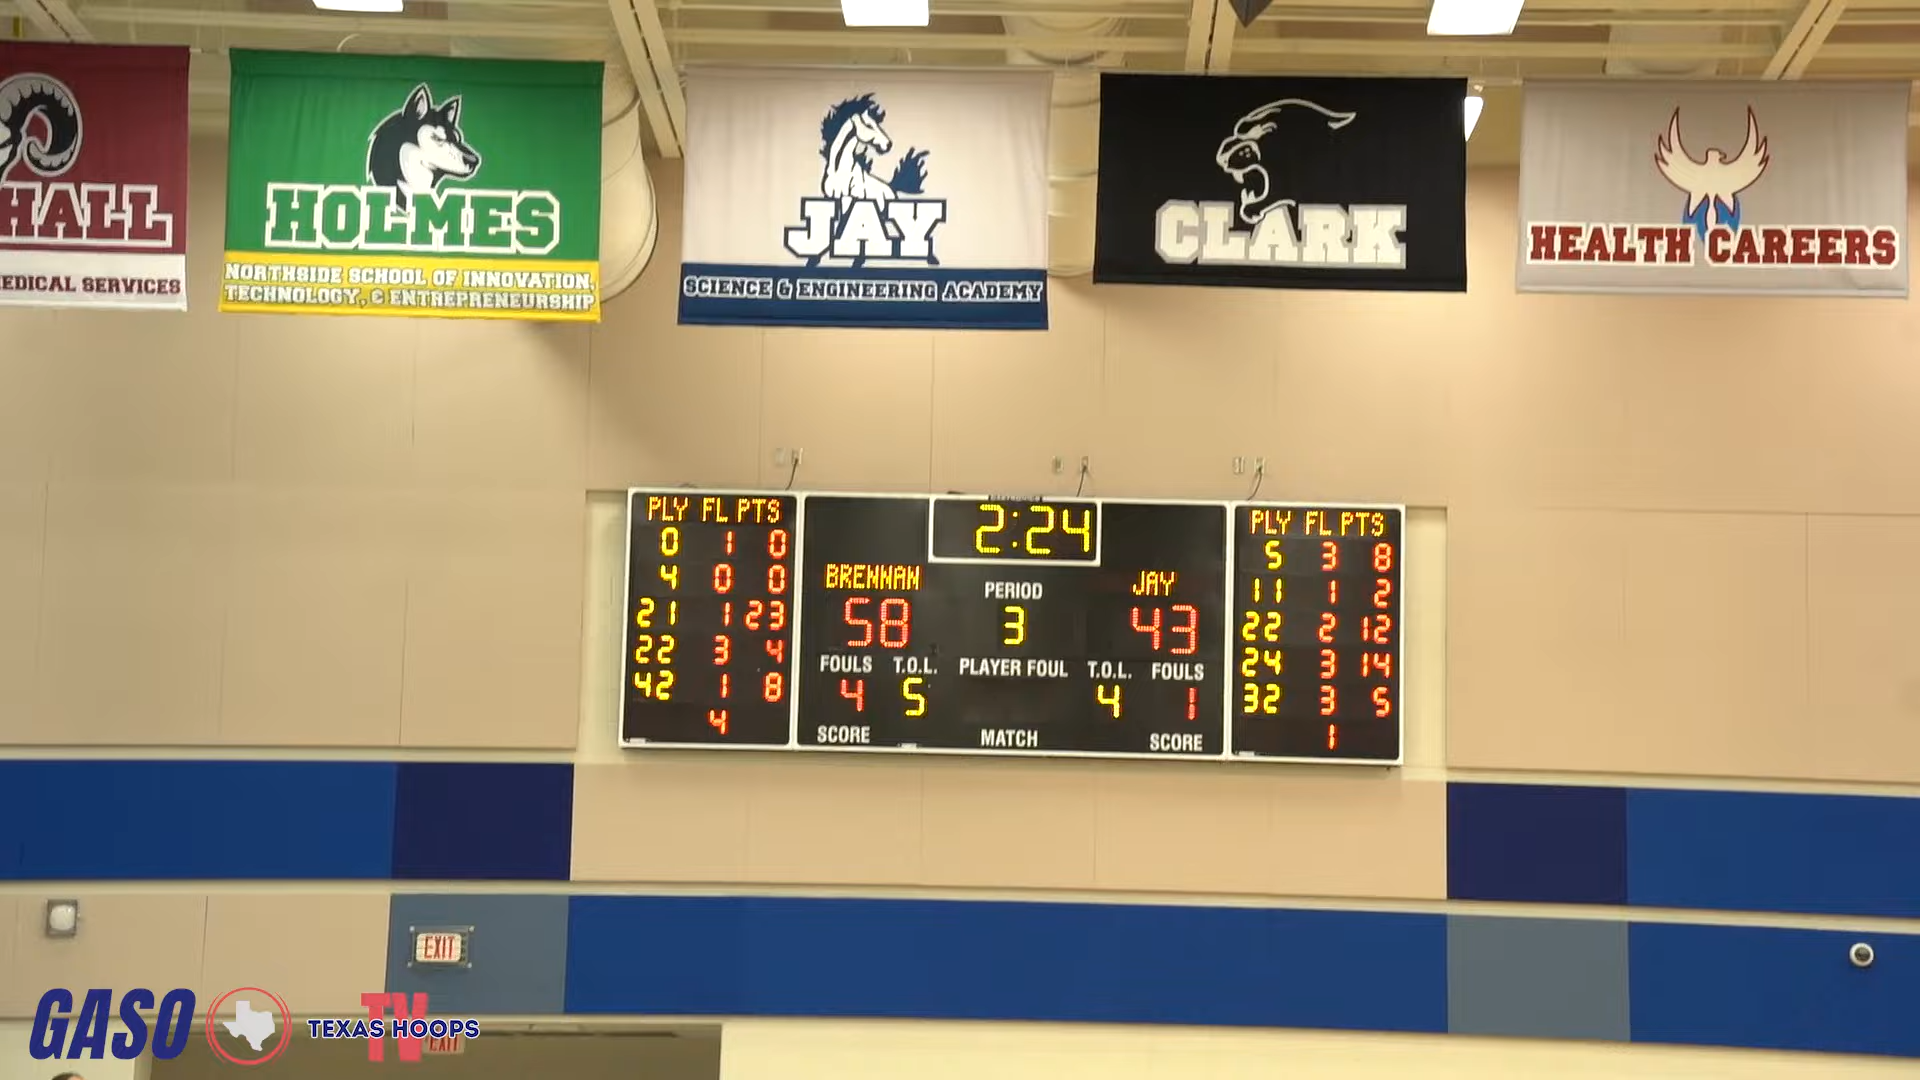 HALL
EDICAL SERVICES
HOLMES
NORTHSIDE SCHOOL OF INNOVATION,
TECHNOLOGY, & ENTREPRENEURSHIP
JAY
SCIENCE & ENGINEERING ACADEMY
CLARK
HEALTH CAREERS
PLY FL PTS
0 1 0
4 0 0
21 1 23
22 3 4
42 1 8
4
2:24
BRENNAN PERIOD JAY
58 3 43
FOULS T.O.L. PLAYER FOUL T.O.L. FOULS
4 5 4 1
SCORE MATCH SCORE
PLY FL PTS
5 3 8
11 1 2
22 2 12
24 3 14
32 3 5
1
EXIT
GASO TEXAS HOOPS
TV
EXIT